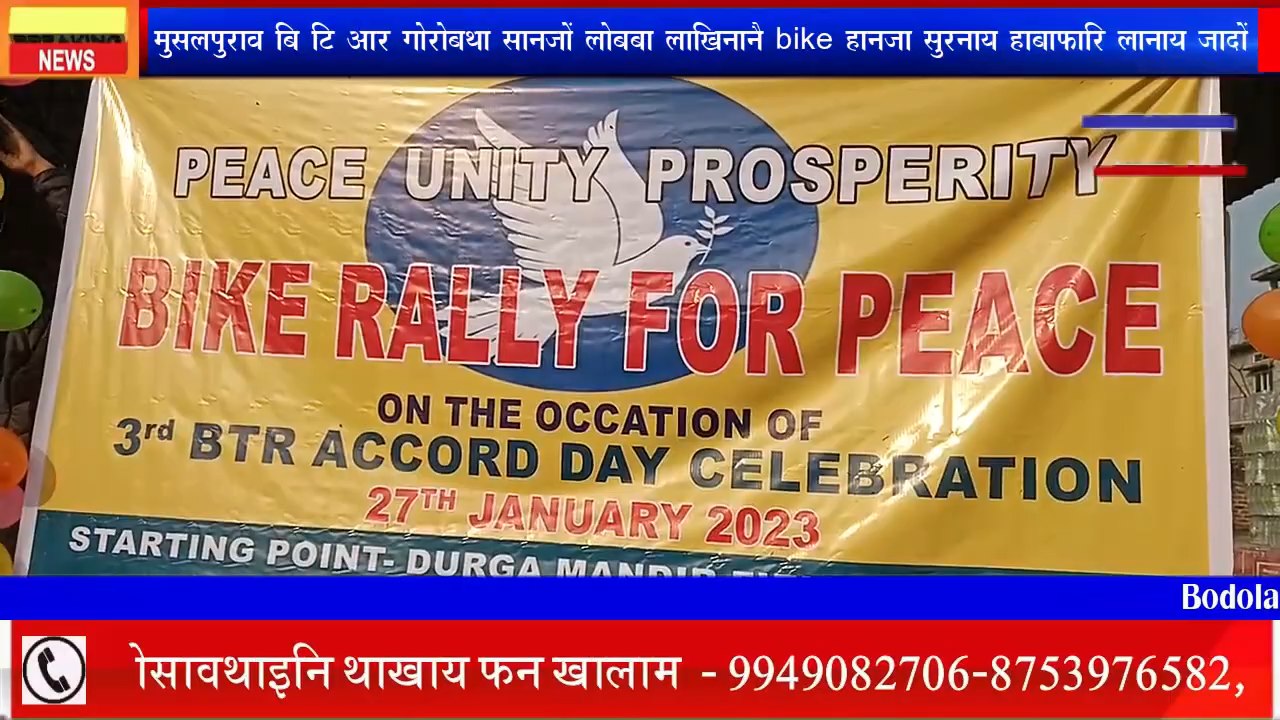 NEWS
मुसलपुराव बि टि आर गोरोबथा सानजों लोबबा लाखिनानै bike हानजा सुरनाय हाबाफारि लानाय जादों
PEACE UNITY PROSPERITY
BIKE RALLY FOR PEACE
ON THE OCCATION OF
3rd BTR ACCORD DAY CELEBRATION
27TH JANUARY 2023
STARTING POINT- DURGA MANDIR
Bodola
ोसावथाइनि थाखाय फन खालाम - 9949082706-8753976582,